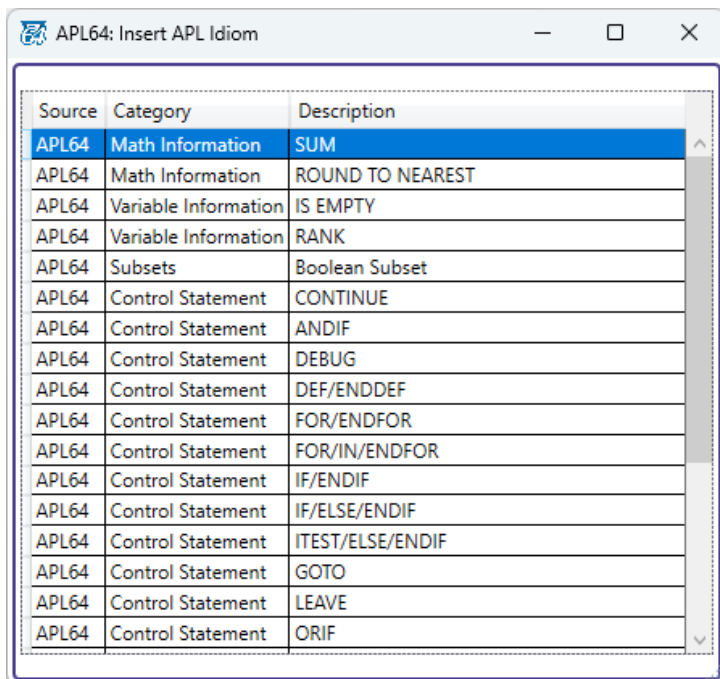 APL64: Insert APL Idiom
Source Category Description
APL64 Math Information SUM
APL64 Math Information ROUND TO NEAREST
APL64 Variable Information IS EMPTY
APL64 Variable Information RANK
APL64 Subsets Boolean Subset
APL64 Control Statement CONTINUE
APL64 Control Statement ANDIF
APL64 Control Statement DEBUG
APL64 Control Statement DEF/ENDDEF
APL64 Control Statement FOR/ENDFOR
APL64 Control Statement FOR/IN/ENDFOR
APL64 Control Statement IF/ENDIF
APL64 Control Statement IF/ELSE/ENDIF
APL64 Control Statement ITEST/ELSE/ENDIF
APL64 Control Statement GOTO
APL64 Control Statement LEAVE
APL64 Control Statement ORIF